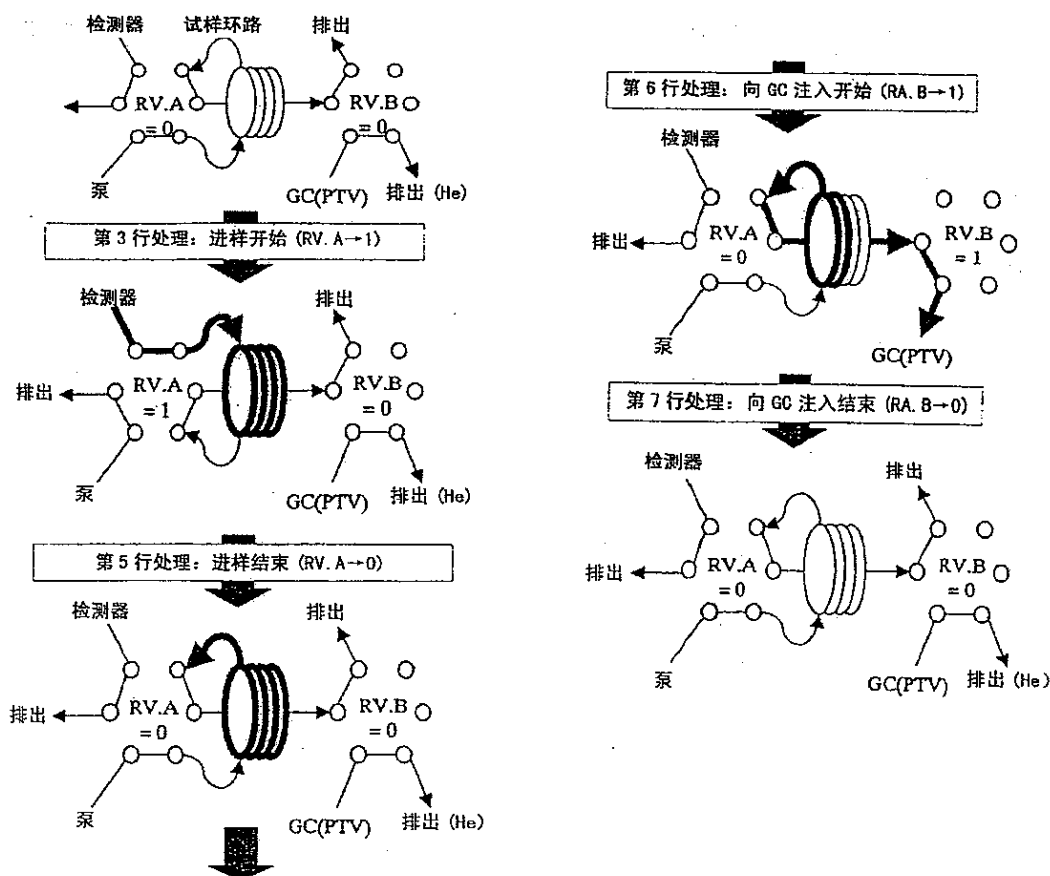 检测器 试样环路 排出
RV.A
= 0
RV.B
= 0
泵
GC(PTV)
排出 (He)
第 3 行处理：进样开始 (RV. A→1)
检测器
排出
排出
RV.A
= 1
RV.B
= 0
泵
GC(PTV)
排出 (He)
第 5 行处理：进样结束 (RV. A→0)
检测器
排出
排出
RV.A
= 0
RV.B
= 0
泵
GC(PTV)
排出 (He)
第 6 行处理：向 GC 注入开始 (RA. B→1)
检测器
排出
RV.A
= 0
RV.B
= 1
泵
GC(PTV)
第 7 行处理：向 GC 注入结束 (RA. B→0)
检测器
排出
排出
RV.A
= 0
RV.B
= 0
泵
GC(PTV)
排出 (He)